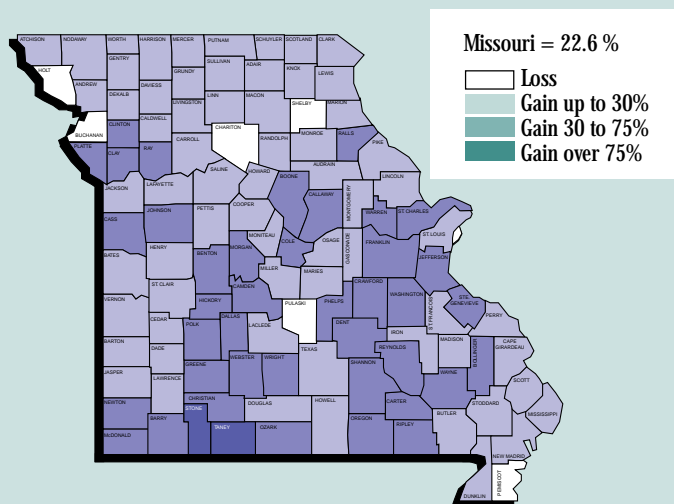 Missouri = 22.6 %
Loss
Gain up to 30%
Gain 30 to 75%
Gain over 75%
ATCHISON
NODAWAY
WORTH
HARRISON
MERCER
PUTNAM
SCHUYLER
SCOTLAND
CLARK
HOLT
ANDREW
GENTRY
DEKALB
DAVIESS
GRUNDY
SULLIVAN
ADAIR
KNOX
LEWIS
LIVINGSTON
LINN
MACON
SHELBY
MARION
BUCHANAN
CLINTON
CALDWELL
CARROLL
CHARITON
RANDOLPH
MONROE
RALLS
PIKE
PLATTE
CLAY
RAY
AUDRAIN
JACKSON
LAFAYETTE
SALINE
HOWARD
BOONE
CALLAWAY
MONTGOMERY
LINCOLN
CASS
JOHNSON
PETTIS
COOPER
MONITEAU
COLE
OSAGE
GASCONADE
WARREN
ST. CHARLES
ST. LOUIS
FRANKLIN
JEFFERSON
BATES
HENRY
BENTON
MORGAN
MILLER
MARIES
VERNON
ST. CLAIR
HICKORY
CAMDEN
PULASKI
PHELPS
CRAWFORD
WASHINGTON
ST. FRANCOIS
STE.
GENEVIEVE
PERRY
BARTON
CEDAR
DADE
POLK
DALLAS
LACLEDE
TEXAS
DENT
IRON
REYNOLDS
MADISON
BOLLINGER
CAPE
GIRARDEAU
JASPER
LAWRENCE
GREENE
WEBSTER
WRIGHT
SHANNON
WAYNE
SCOTT
NEWTON
CHRISTIAN
DOUGLAS
HOWELL
CARTER
BUTLER
STODDARD
MISSISSIPPI
McDONALD
BARRY
STONE
TANEY
OZARK
OREGON
RIPLEY
NEW MADRID
DUNKLIN
PEMISCOT